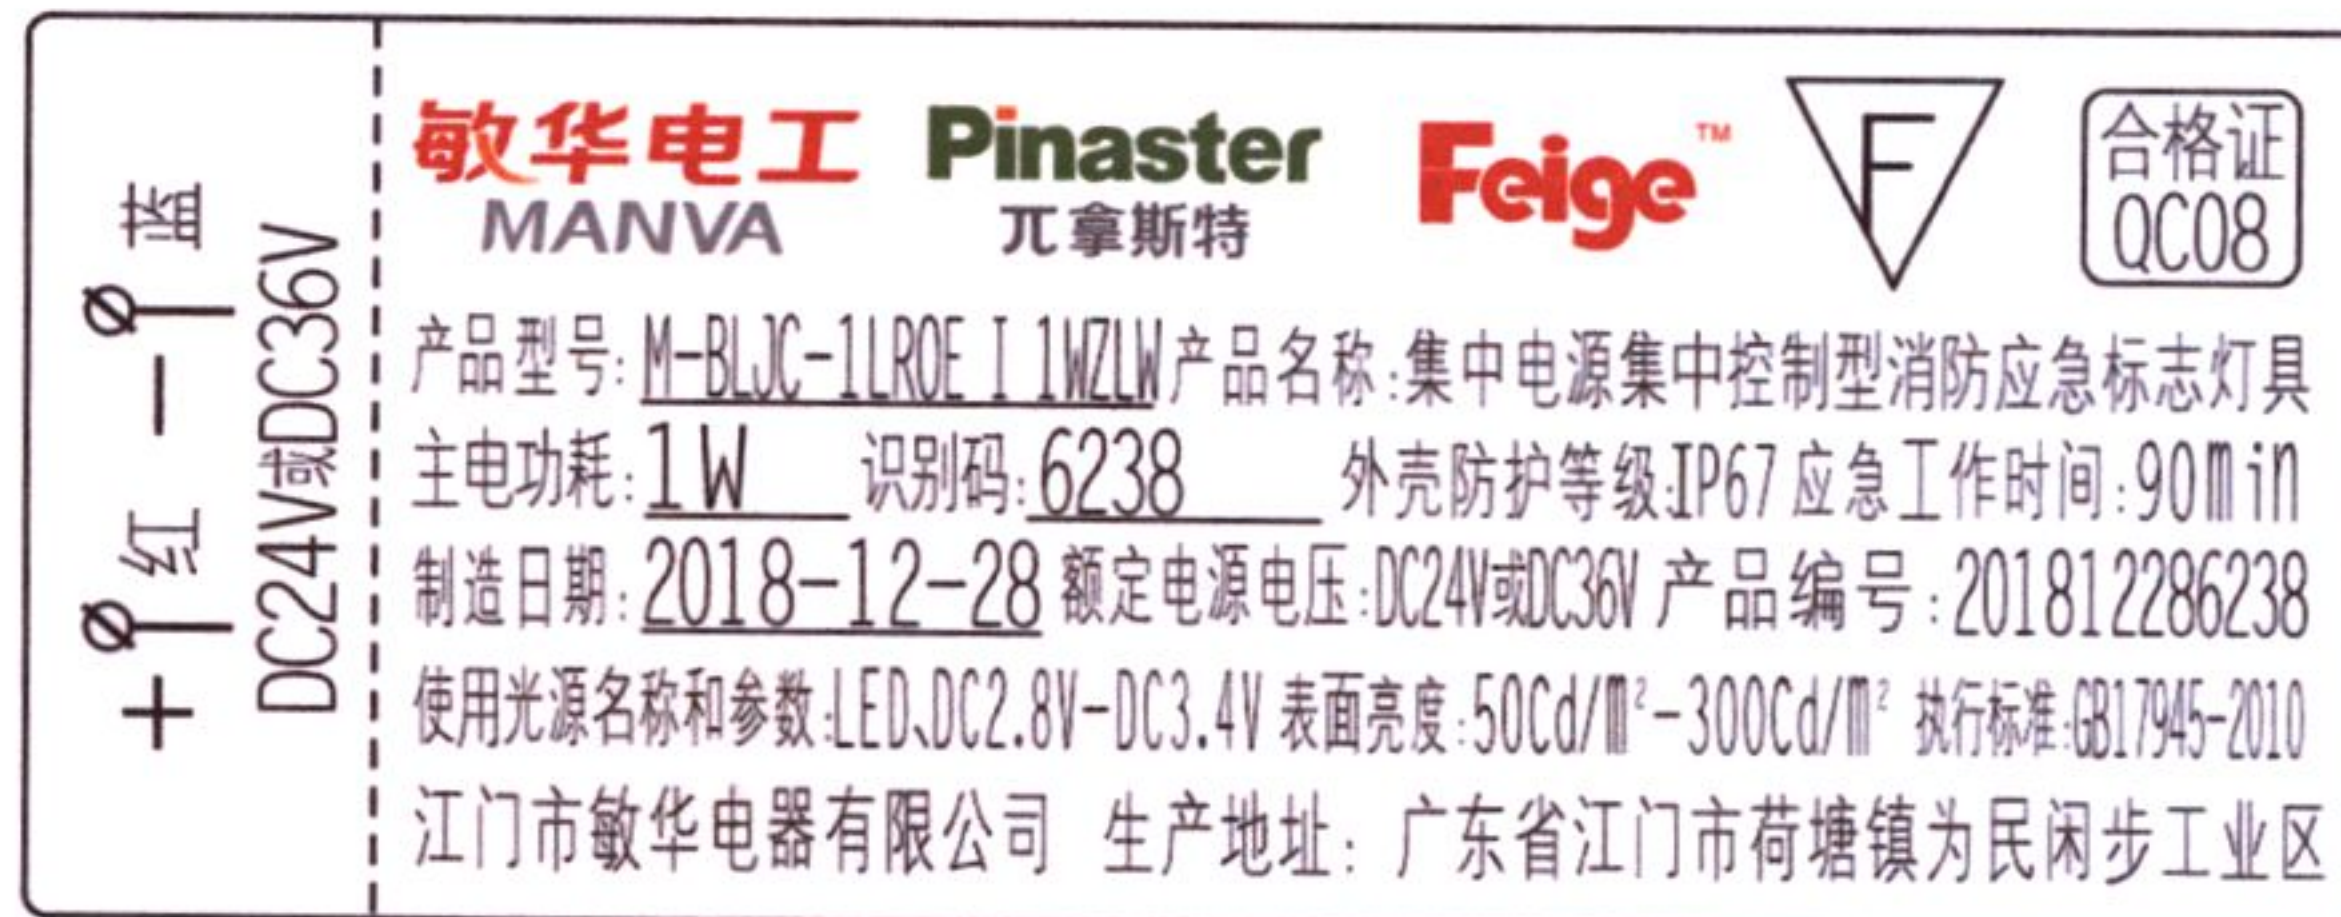 蓝 - 红 +
DC24V或DC36V
敏华电工 Pinaster Feige™ F 合格证
MANVA π拿斯特 QC08
产品型号: M-BLJC-1LROE I 1WZLW 产品名称:集中电源集中控制型消防应急标志灯具
主电功耗: 1W 识别码: 6238 外壳防护等级:IP67 应急工作时间:90min
制造日期: 2018-12-28 额定电源电压:DC24V或DC36V 产品编号:201812286238
使用光源名称和参数:LED、DC2.8V-DC3.4V 表面亮度:50Cd/m²-300Cd/m² 执行标准:GB17945-2010
江门市敏华电器有限公司 生产地址: 广东省江门市荷塘镇为民闲步工业区